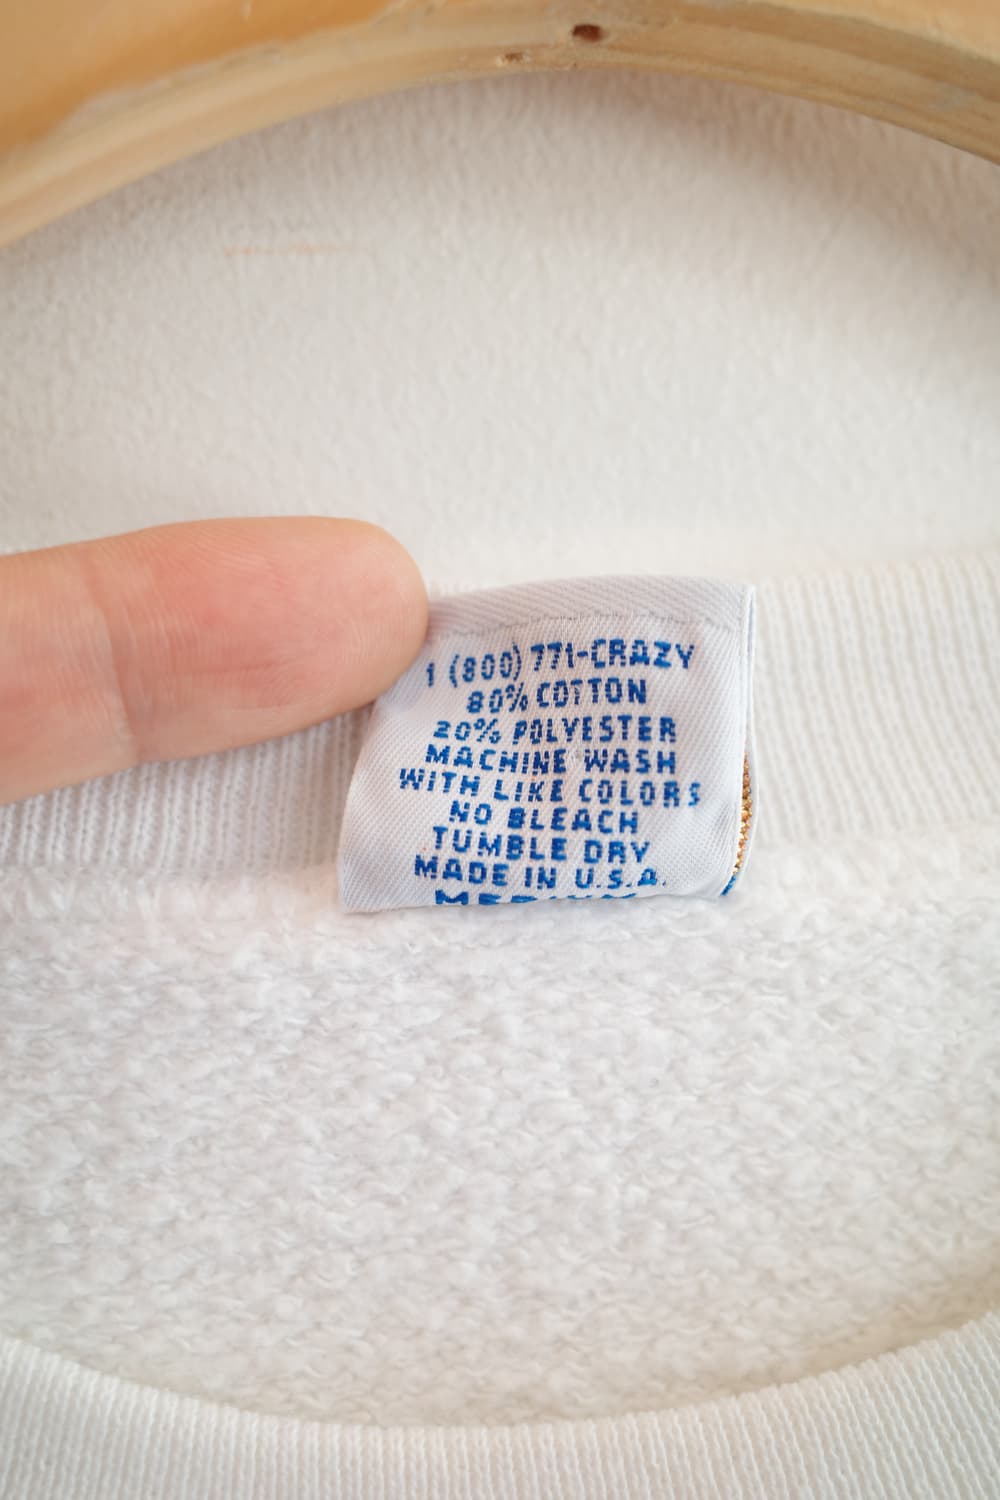 1 (800) 771-CRAZY
80% COTTON
20% POLYESTER
MACHINE WASH
WITH LIKE COLORS
NO BLEACH
TUMBLE DRY
MADE IN U.S.A.
MEDIUM